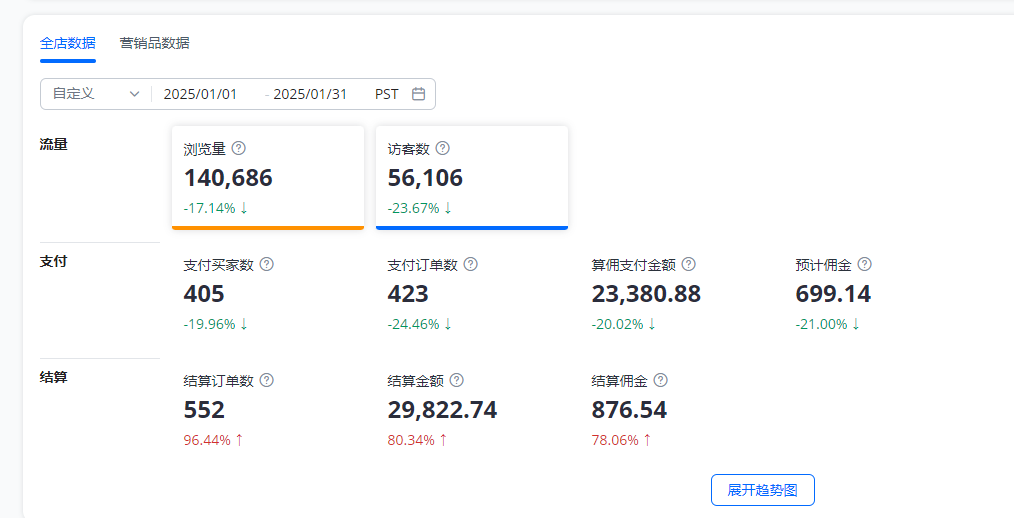 全店数据 营销品数据
自定义 2025/01/01 - 2025/01/31 PST
流量
浏览量 访客数
140,686 56,106
-17.14% ↓ -23.67% ↓
支付
支付买家数 支付订单数 算佣支付金额 预计佣金
405 423 23,380.88 699.14
-19.96% ↓ -24.46% ↓ -20.02% ↓ -21.00% ↓
结算
结算订单数 结算金额 结算佣金
552 29,822.74 876.54
96.44% ↑ 80.34% ↑ 78.06% ↑
展开趋势图